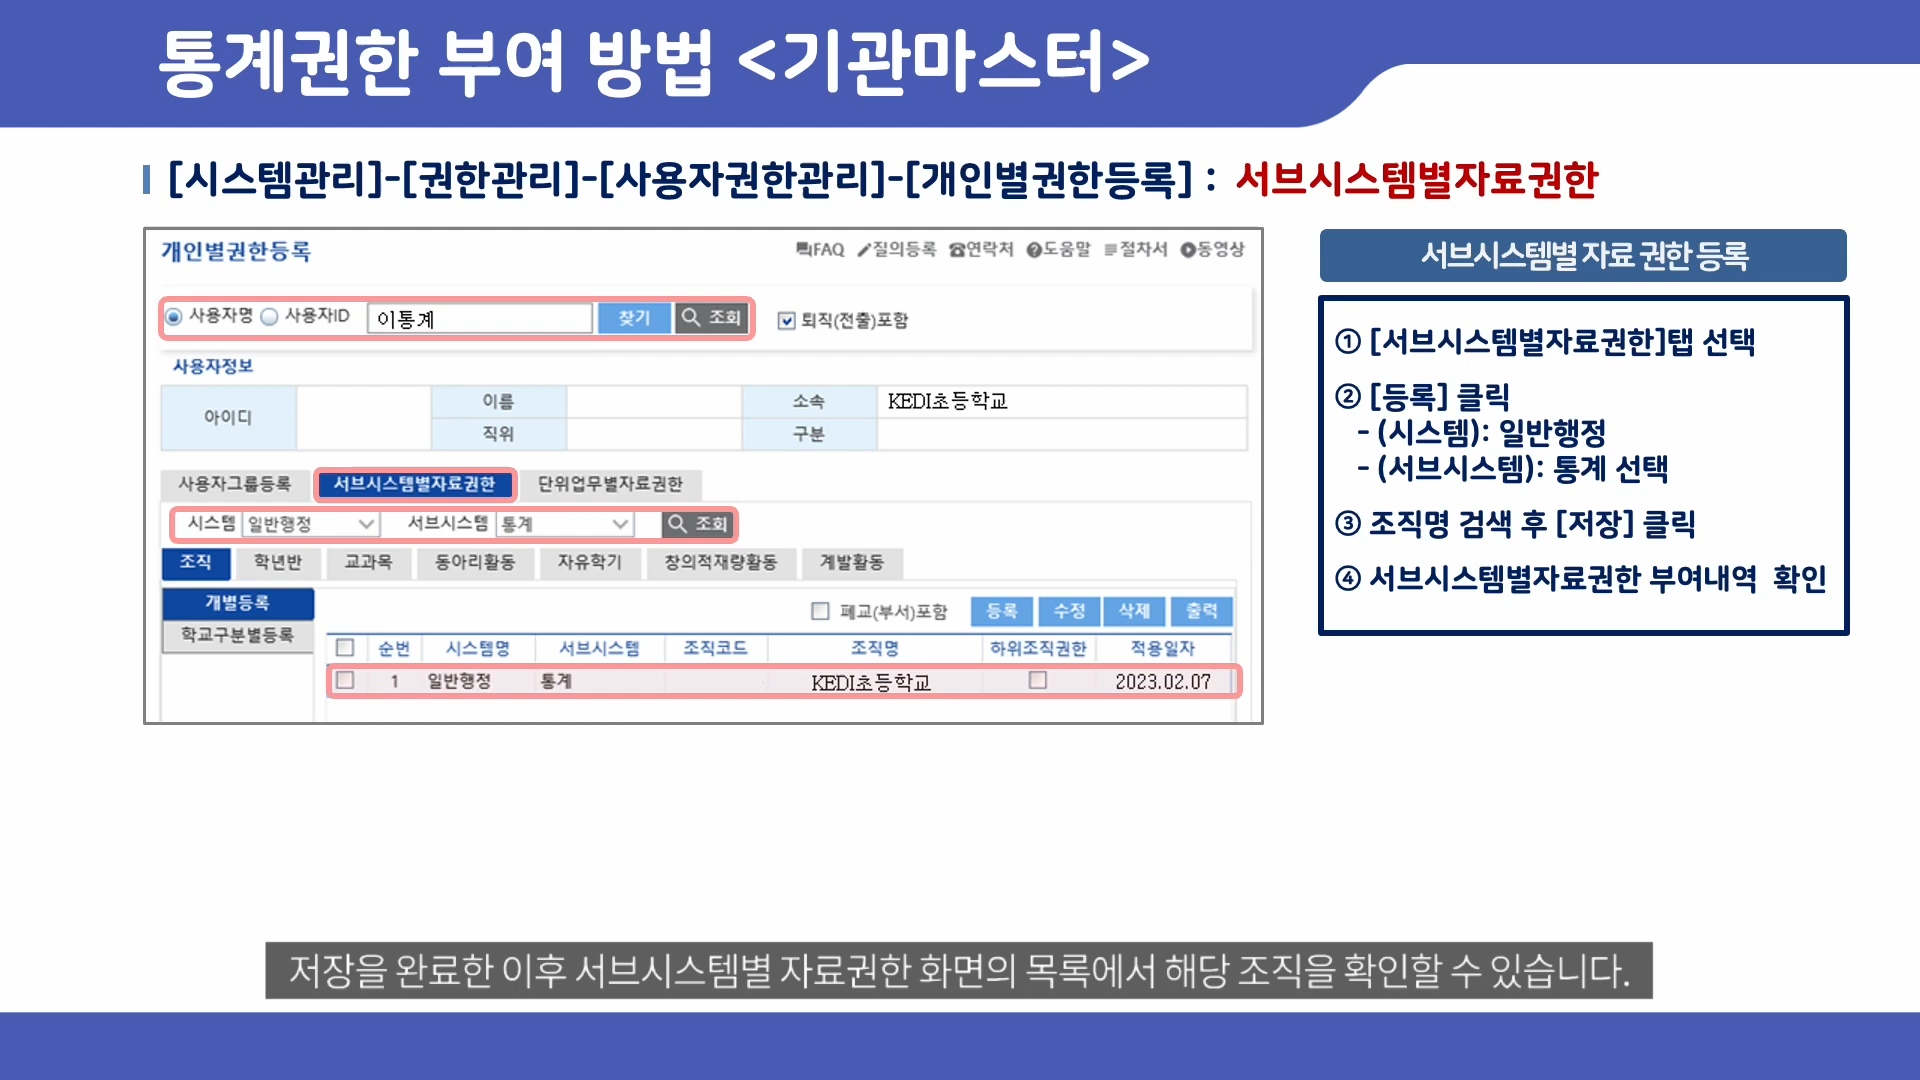 통계권한 부여 방법 <기관마스터>
[시스템관리]-[권한관리]-[사용자권한관리]-[개인별권한등록] : 서브시스템별자료권한
개인별권한등록
FAQ 질의등록 연락처 도움말 절차서 동영상
사용자명 사용자ID 이통계 찾기 조회 퇴직(전출)포함
사용자정보
아이디 이름 소속 KEDI초등학교
직위 구분
사용자그룹등록 서브시스템별자료권한 단위업무별자료권한
시스템 일반행정 서브시스템 통계 조회
조직 학년반 교과목 동아리활동 자유학기 창의적재량활동 계발활동
개별등록
학교구분별등록
폐교(부서)포함 등록 수정 삭제 출력
순번 시스템명 서브시스템 조직코드 조직명 하위조직권한 적용일자
1 일반행정 통계 KEDI초등학교 2023.02.07
서브시스템별 자료 권한 등록
① [서브시스템별자료권한]탭 선택
② [등록] 클릭
- (시스템): 일반행정
- (서브시스템): 통계 선택
③ 조직명 검색 후 [저장] 클릭
④ 서브시스템별자료권한 부여내역 확인
저장을 완료한 이후 서브시스템별 자료권한 화면의 목록에서 해당 조직을 확인할 수 있습니다.